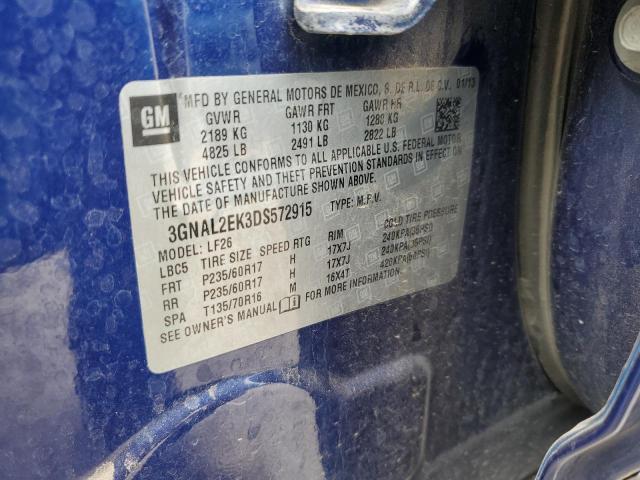 GM
MFD BY GENERAL MOTORS DE MEXICO, S. DE R.L. DE C.V. 01/13
GVWR GAWR FRT GAWR RR
2189 KG 1130 KG 1280 KG
4825 LB 2491 LB 2822 LB
THIS VEHICLE CONFORMS TO ALL APPLICABLE U.S. FEDERAL MOTOR
VEHICLE SAFETY AND THEFT PREVENTION STANDARDS IN EFFECT ON
THE DATE OF MANUFACTURE SHOWN ABOVE.
3GNAL2EK3DS572915 TYPE: M.P.V.
MODEL: LF26
LBC5 TIRE SIZE SPEED RTG RIM COLD TIRE PRESSURE
FRT P235/60R17 H 17X7J 240KPA(35PSI)
RR P235/60R17 H 17X7J 240KPA(35PSI)
SPA T135/70R16 M 16X4T 420KPA(60PSI)
SEE OWNER'S MANUAL FOR MORE INFORMATION.